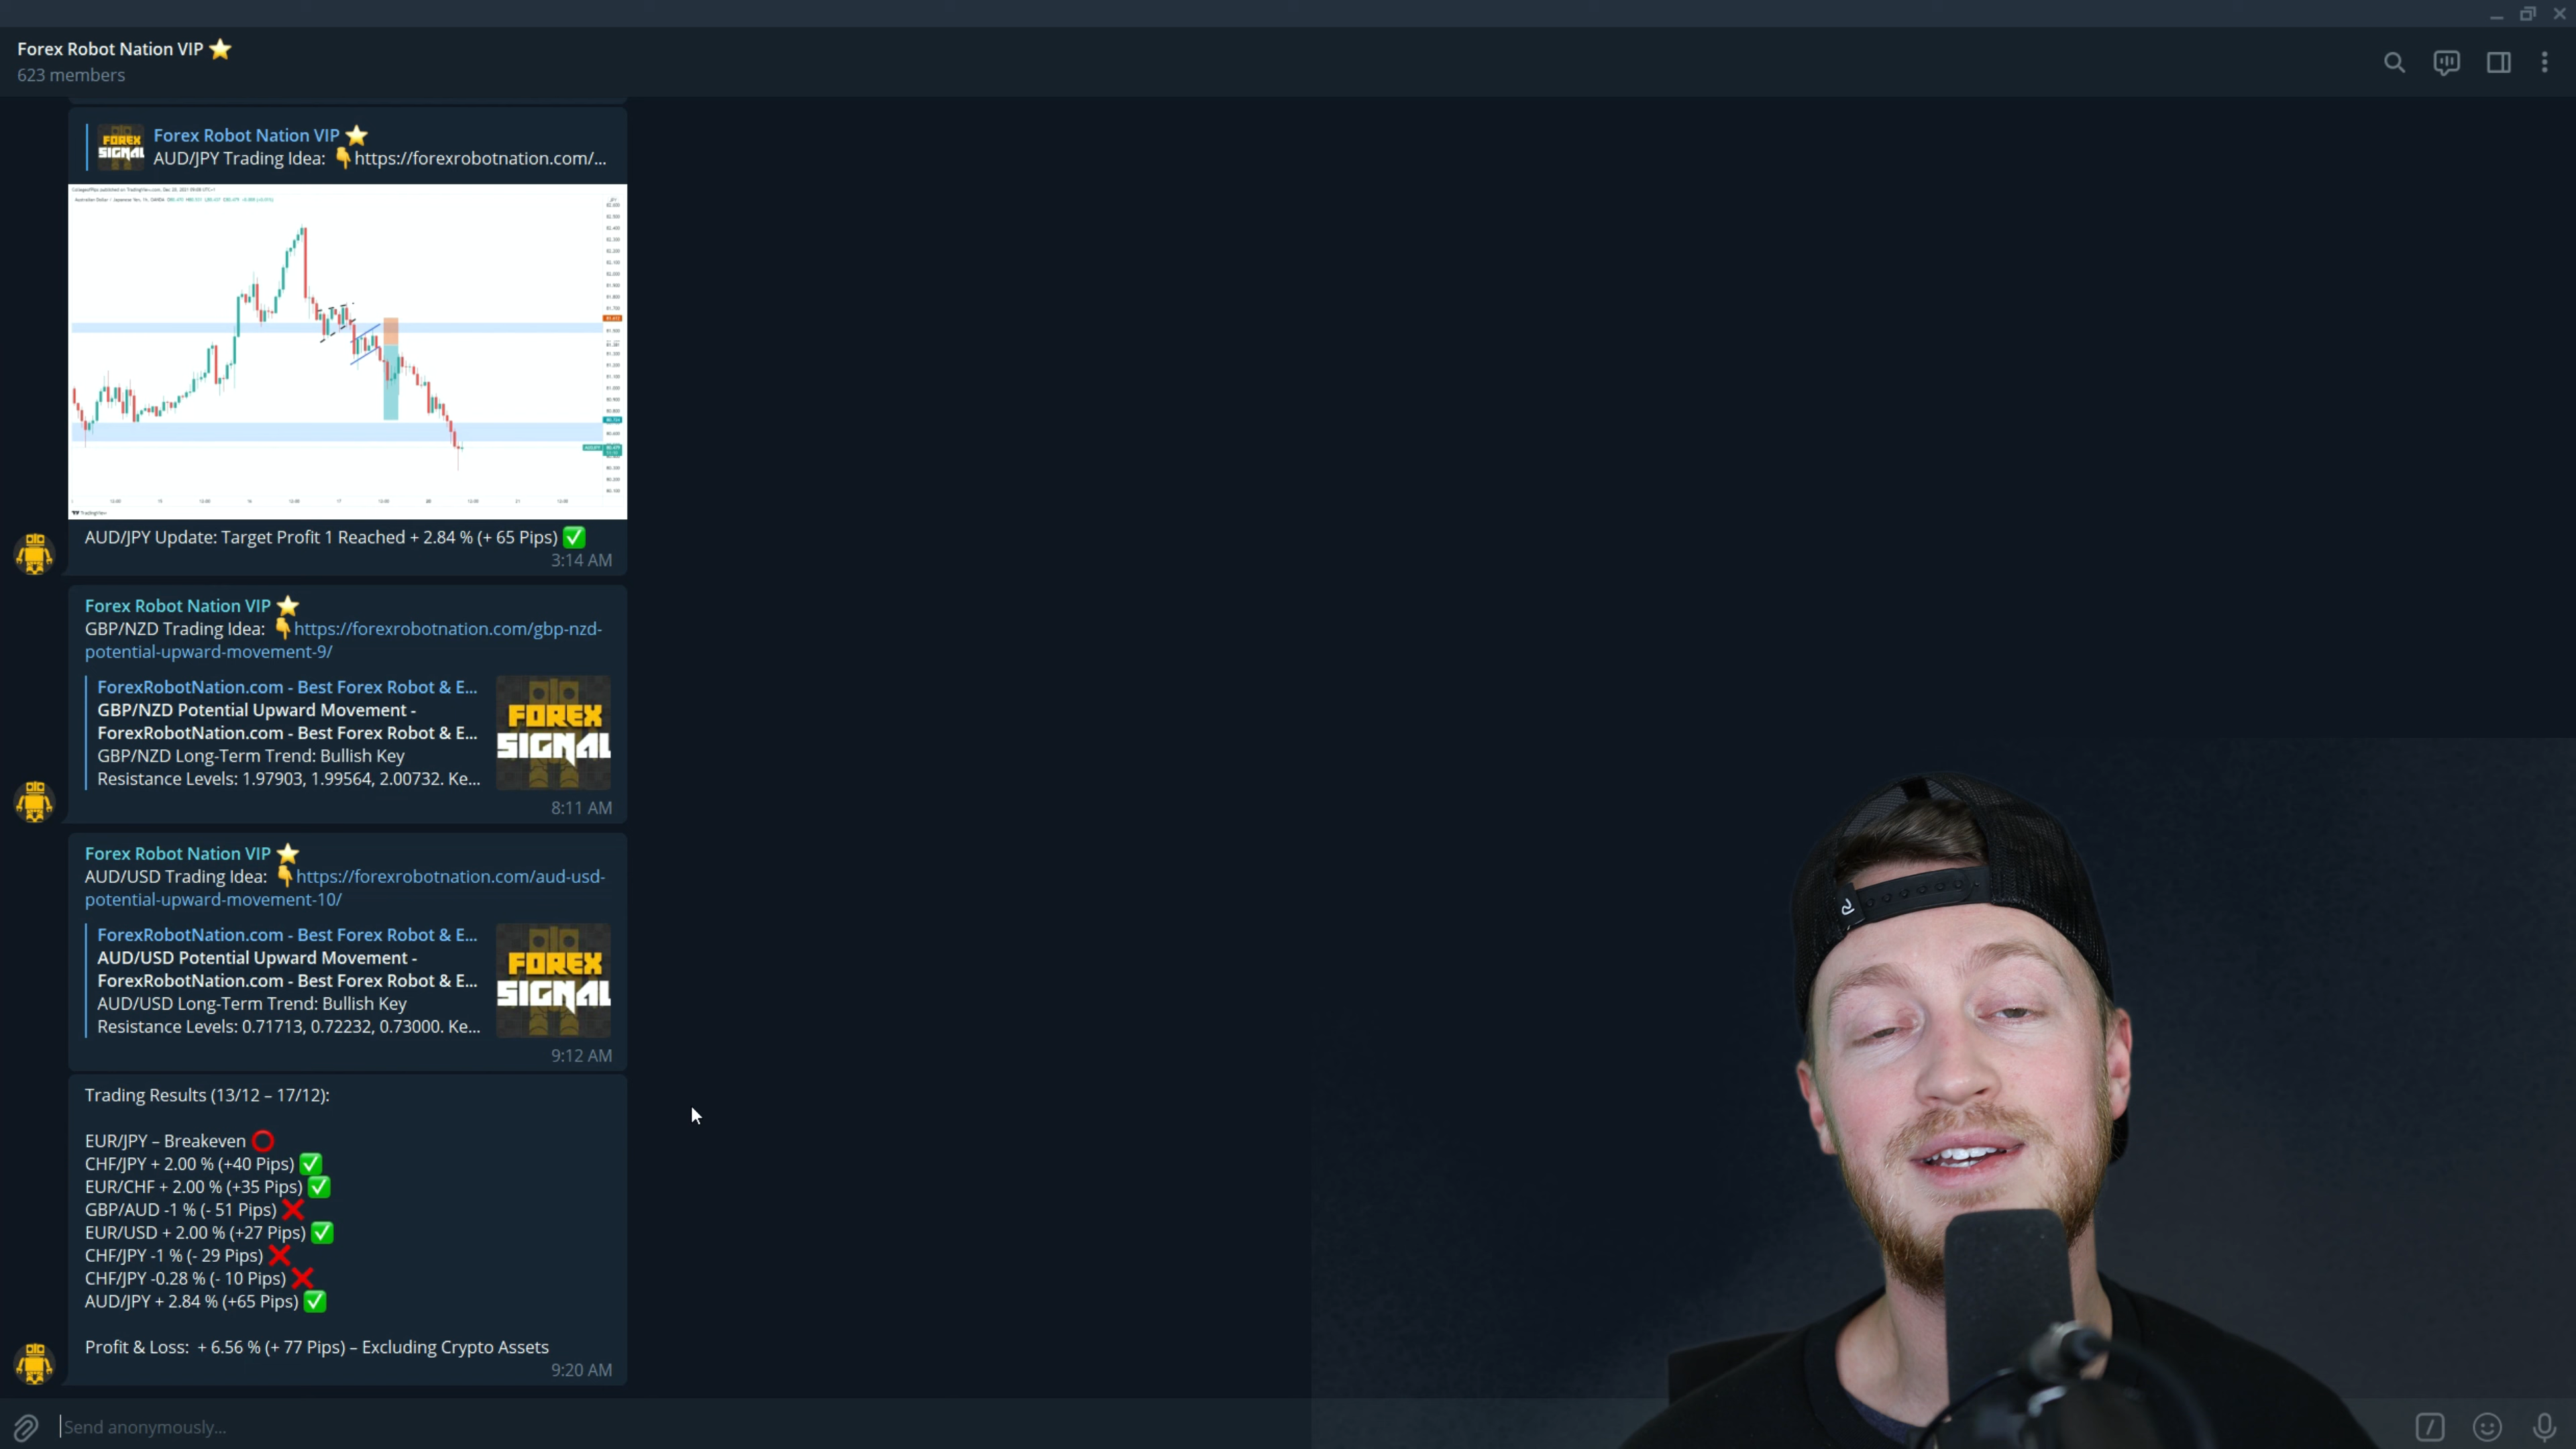 Forex Robot Nation VIP ⭐
623 members
Forex Robot Nation VIP ⭐
AUD/JPY Trading Idea: 👇https://forexrobotnation.com/...
FOREX
SIGNAL
TradingView
AUD/JPY Update: Target Profit 1 Reached + 2.84 % (+ 65 Pips) ✅
3:14 AM
Forex Robot Nation VIP ⭐
GBP/NZD Trading Idea: 👇https://forexrobotnation.com/gbp-nzd-
potential-upward-movement-9/
ForexRobotNation.com - Best Forex Robot & E...
GBP/NZD Potential Upward Movement -
ForexRobotNation.com - Best Forex Robot & E...
GBP/NZD Long-Term Trend: Bullish Key
Resistance Levels: 1.97903, 1.99564, 2.00732. Ke...
FOREX
SIGNAL
8:11 AM
Forex Robot Nation VIP ⭐
AUD/USD Trading Idea: 👇https://forexrobotnation.com/aud-usd-
potential-upward-movement-10/
ForexRobotNation.com - Best Forex Robot & E...
AUD/USD Potential Upward Movement -
ForexRobotNation.com - Best Forex Robot & E...
AUD/USD Long-Term Trend: Bullish Key
Resistance Levels: 0.71713, 0.72232, 0.73000. Ke...
FOREX
SIGNAL
9:12 AM
Trading Results (13/12 – 17/12):
EUR/JPY – Breakeven ⭕
CHF/JPY + 2.00 % (+40 Pips) ✅
EUR/CHF + 2.00 % (+35 Pips) ✅
GBP/AUD -1 % (- 51 Pips) ❌
EUR/USD + 2.00 % (+27 Pips) ✅
CHF/JPY -1 % (- 29 Pips) ❌
CHF/JPY -0.28 % (- 10 Pips) ❌
AUD/JPY + 2.84 % (+65 Pips) ✅
Profit & Loss:  + 6.56 % (+ 77 Pips) – Excluding Crypto Assets
9:20 AM
Send anonymously...